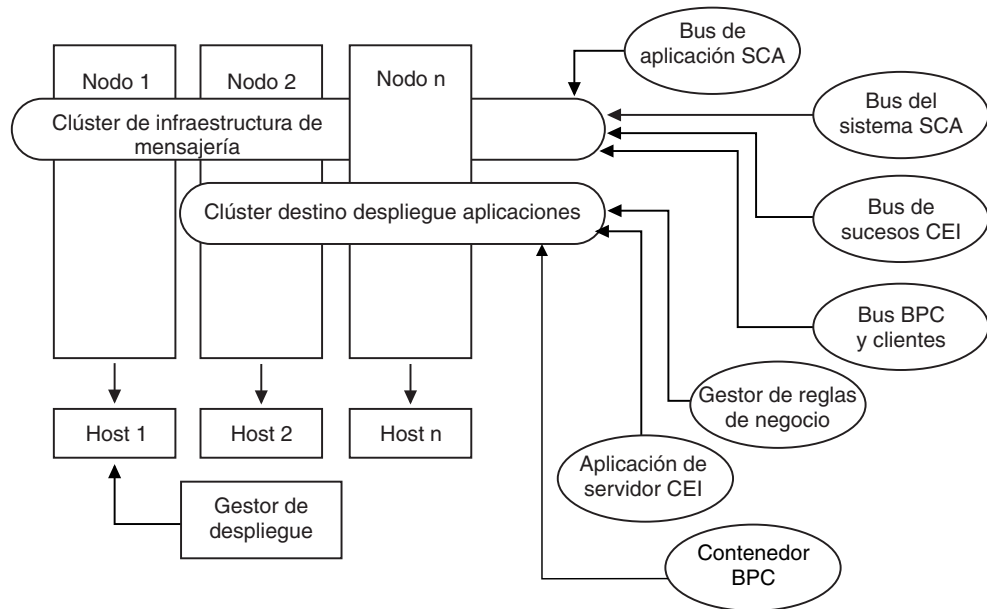 Nodo 1
Nodo 2
Nodo n
Clúster de infraestructura de
mensajería
Clúster destino despliegue aplicaciones
Bus de
aplicación SCA
Bus del
sistema SCA
Bus de
sucesos CEI
Bus BPC
y clientes
Gestor de reglas
de negocio
Aplicación de
servidor CEI
Contenedor
BPC
Host 1
Host 2
Host n
Gestor de
despliegue